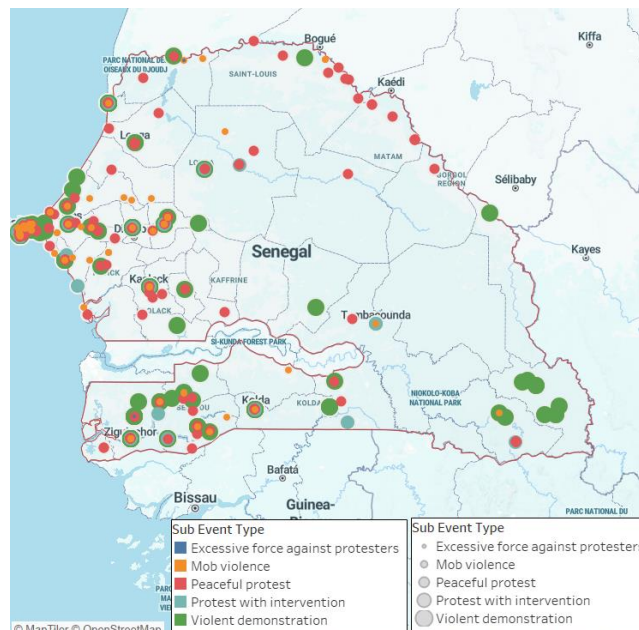 Bogué
Kiffa
PARC NATIONAL DES
OISEAUX DU DJOUDJ
SAINT-LOUIS
Kaédi
Louga
MATAM
GORGOL
REGION
Sélibaby
Senegal
Kayes
Kaolack
KAFFRINE
Tambacounda
FOREST PARK
NIOKOLO-KOBA
NATIONAL PARK
Kolda
KOLDA
Ziguinchor
Bafatá
Bissau
Guinea-
PARC NATIONAL DU
Sub Event Type
Excessive force against protesters
Mob violence
Peaceful protest
Protest with intervention
Violent demonstration
Sub Event Type
Excessive force against protesters
Mob violence
Peaceful protest
Protest with intervention
Violent demonstration
© MapTiler © OpenStreetMap